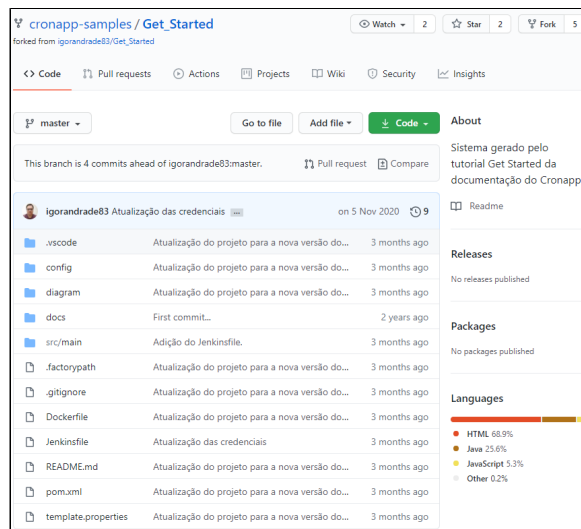 cronapp-samples / Get_Started
Watch 2 Star 2 Fork 5
forked from igorandrade83/Get_Started
<> Code Pull requests Actions Projects Wiki Security Insights
master Go to file Add file Code
This branch is 4 commits ahead of igorandrade83:master. Pull request Compare
igorandrade83 Atualização das credenciais ... on 5 Nov 2020 9
.vscode Atualização do projeto para a nova versão do... 3 months ago
config Atualização do projeto para a nova versão do... 3 months ago
diagram Atualização do projeto para a nova versão do... 3 months ago
docs First commit... 2 years ago
src/main Adição do Jenkinsfile. 3 months ago
.factorypath Atualização do projeto para a nova versão do... 3 months ago
.gitignore Atualização do projeto para a nova versão do... 3 months ago
Dockerfile Atualização do projeto para a nova versão do... 3 months ago
Jenkinsfile Atualização das credenciais 3 months ago
README.md Atualização do projeto para a nova versão do... 3 months ago
pom.xml Atualização do projeto para a nova versão do... 3 months ago
template.properties Atualização do projeto para a nova versão do... 3 months ago
About
Sistema gerado pelo
tutorial Get Started da
documentação do Cronapp
Readme
Releases
No releases published
Packages
No packages published
Languages
HTML 68.9%
Java 25.6%
JavaScript 5.3%
Other 0.2%